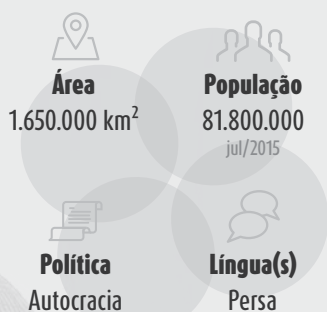 Área
1.650.000 km²
População
81.800.000
jul/2015
Política
Autocracia
Língua(s)
Persa